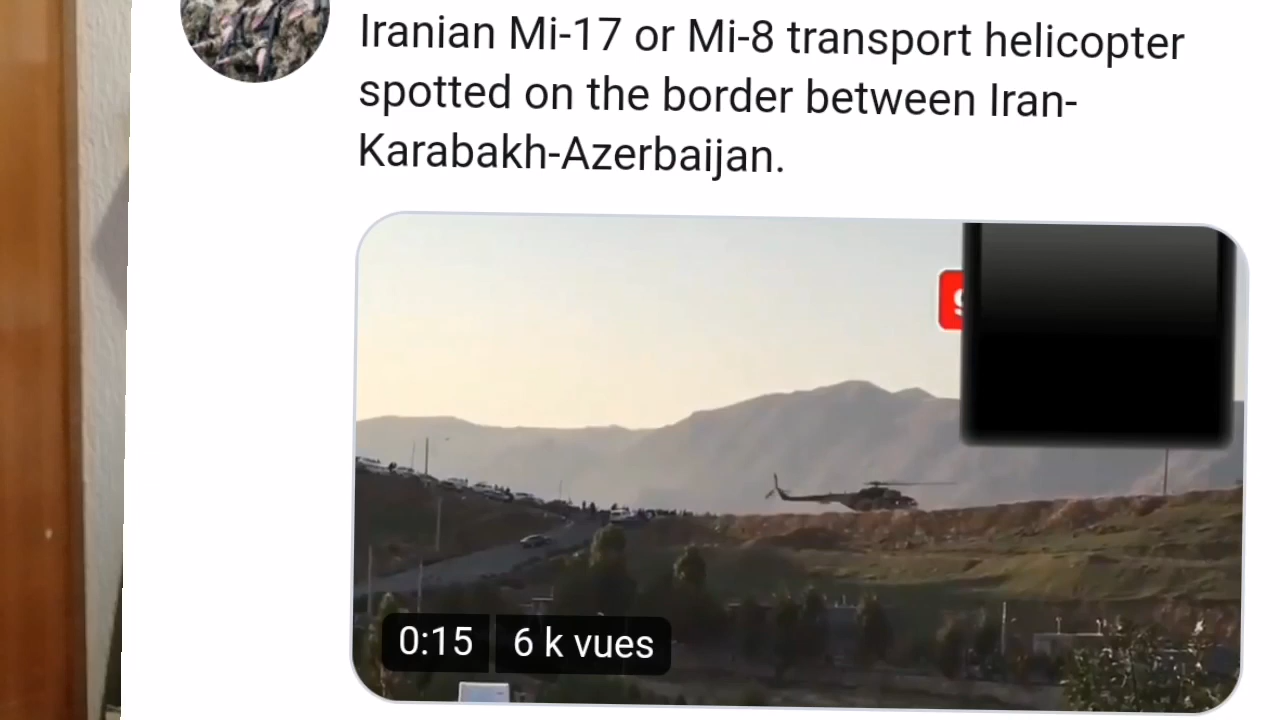 Iranian Mi-17 or Mi-8 transport helicopter
spotted on the border between Iran-
Karabakh-Azerbaijan.
0:15 6 k vues